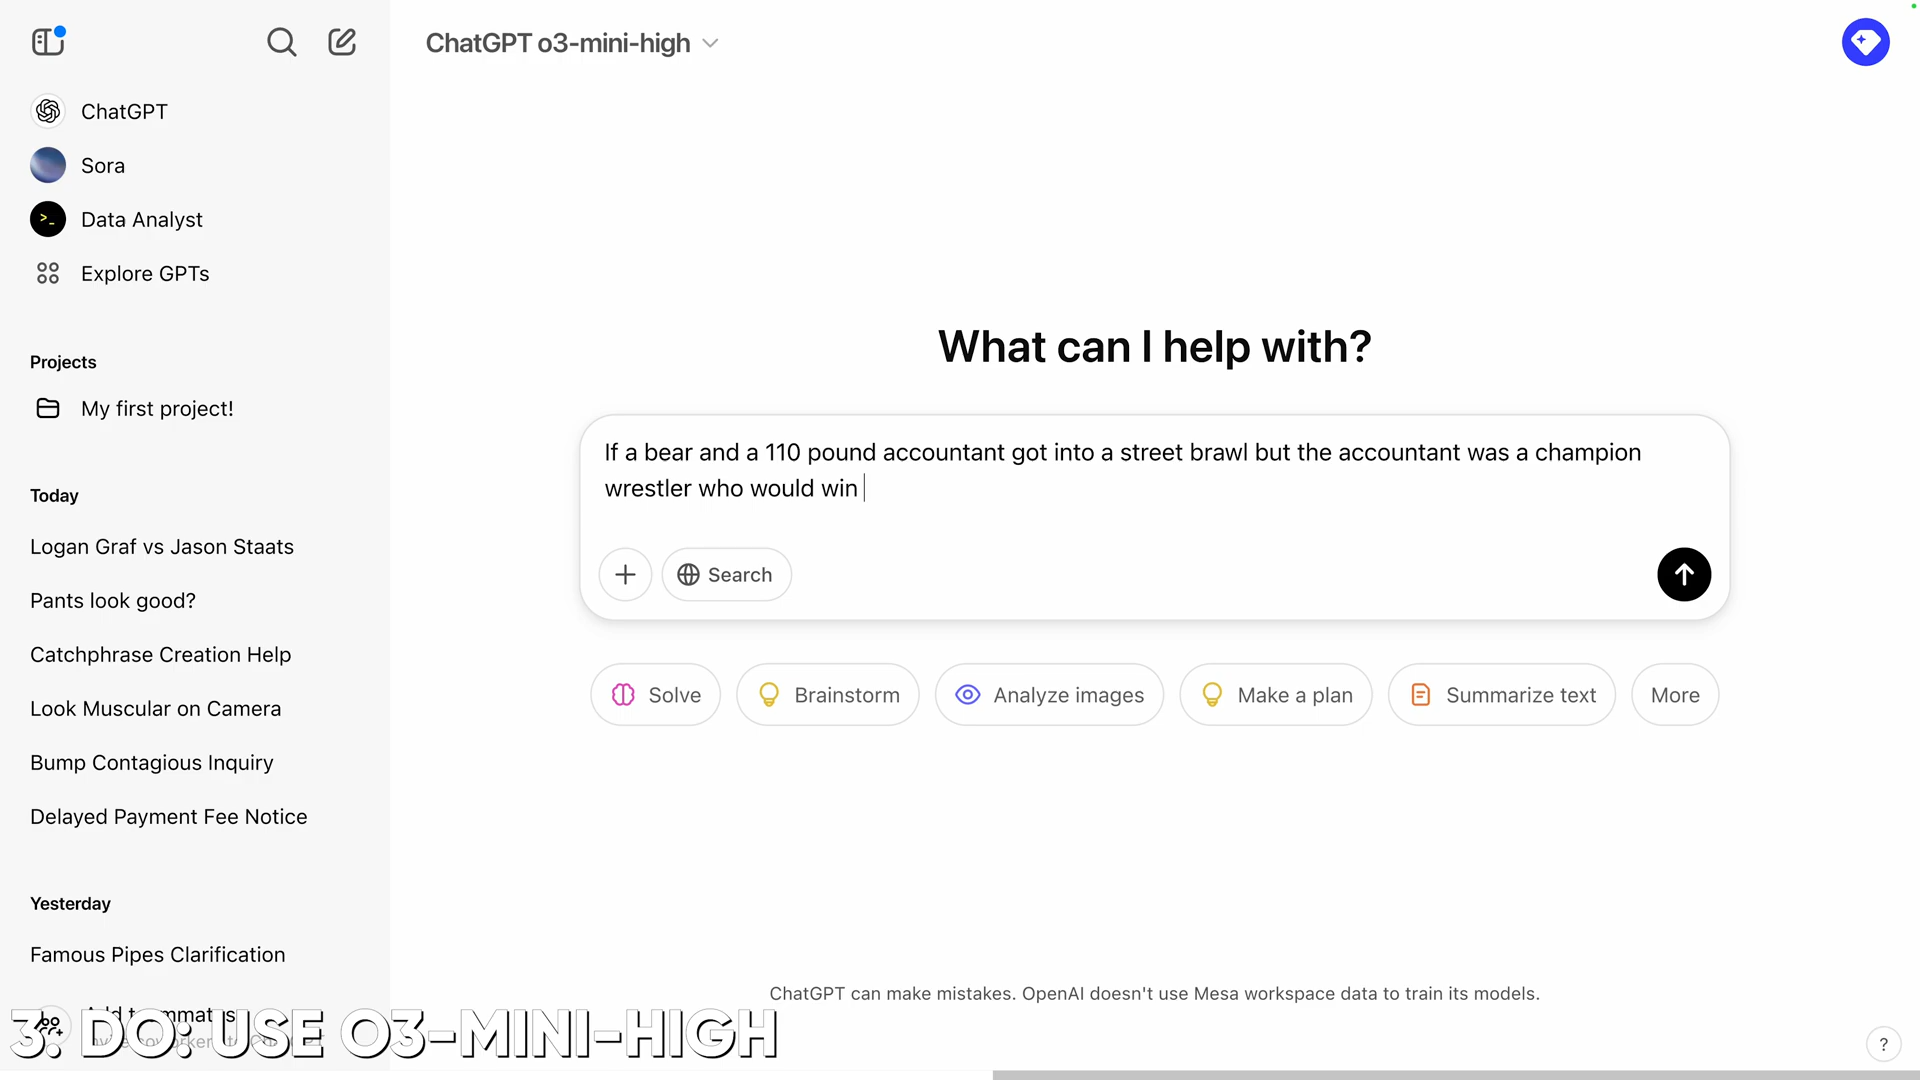 ChatGPT o3-mini-high
ChatGPT
Sora
>_ Data Analyst
Explore GPTs
Projects
My first project!
Today
Logan Graf vs Jason Staats
Pants look good?
Catchphrase Creation Help
Look Muscular on Camera
Bump Contagious Inquiry
Delayed Payment Fee Notice
Yesterday
Famous Pipes Clarification
Add teammates
What can I help with?
If a bear and a 110 pound accountant got into a street brawl but the accountant was a champion
wrestler who would win
Search
Solve
Brainstorm
Analyze images
Make a plan
Summarize text
More
ChatGPT can make mistakes. OpenAI doesn't use Mesa workspace data to train its models.
?
3. DO: USE O3-MINI-HIGH